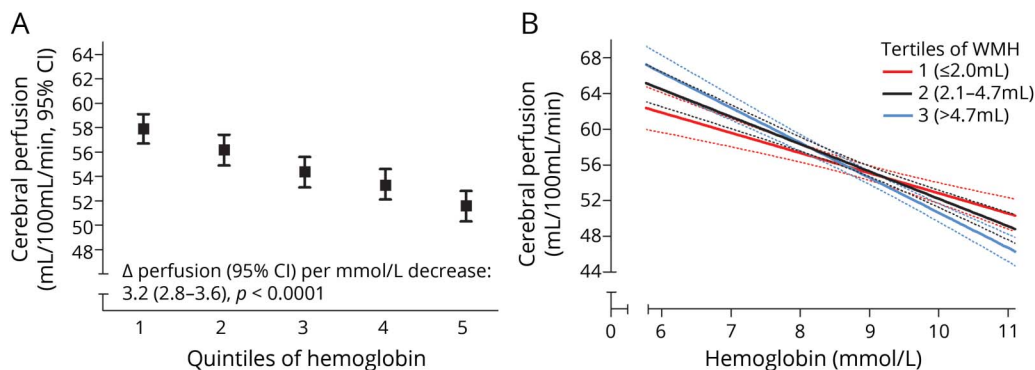 A
Cerebral perfusion
(mL/100mL/min, 95% CI)
64
62
60
58
56
54
52
50
48
Δ perfusion (95% CI) per mmol/L decrease:
3.2 (2.8–3.6), p < 0.0001
1 2 3 4 5
Quintiles of hemoglobin
B
Cerebral perfusion
(mL/100mL/min)
68
64
60
56
52
48
44
Tertiles of WMH
1 (≤2.0mL)
2 (2.1–4.7mL)
3 (>4.7mL)
0 6 7 8 9 10 11
Hemoglobin (mmol/L)